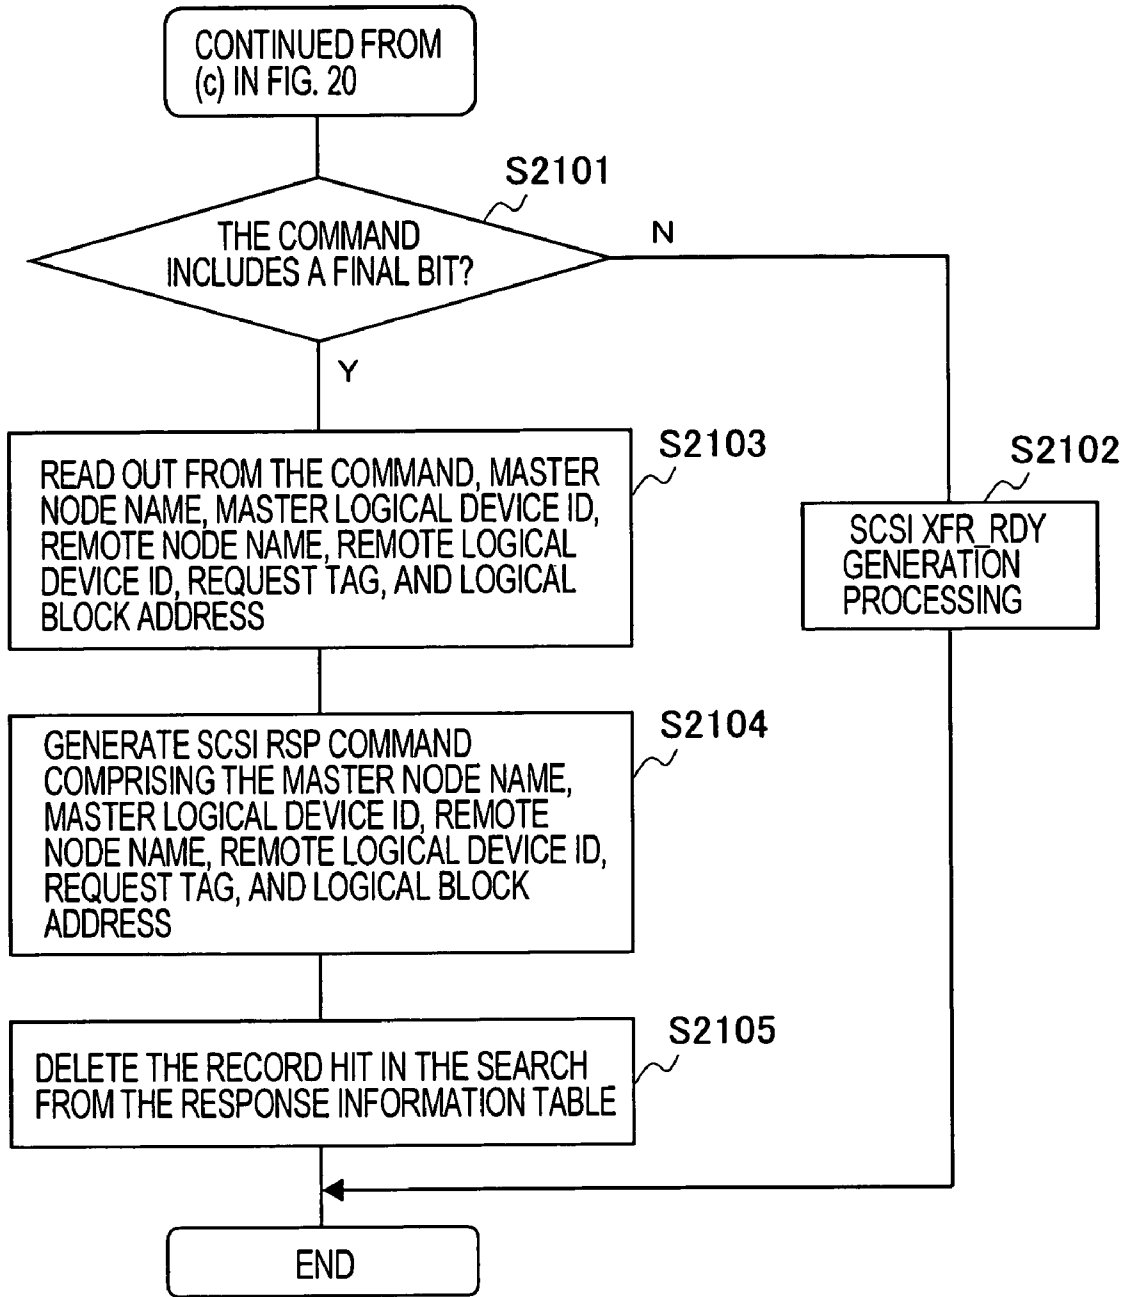 CONTINUED FROM
(c) IN FIG. 20
S2101
THE COMMAND
INCLUDES A FINAL BIT?
N
Y
S2103
READ OUT FROM THE COMMAND, MASTER
NODE NAME, MASTER LOGICAL DEVICE ID,
REMOTE NODE NAME, REMOTE LOGICAL
DEVICE ID, REQUEST TAG, AND LOGICAL
BLOCK ADDRESS
S2102
SCSI XFR_RDY
GENERATION
PROCESSING
S2104
GENERATE SCSI RSP COMMAND
COMPRISING THE MASTER NODE NAME,
MASTER LOGICAL DEVICE ID, REMOTE
NODE NAME, REMOTE LOGICAL DEVICE ID,
REQUEST TAG, AND LOGICAL BLOCK
ADDRESS
S2105
DELETE THE RECORD HIT IN THE SEARCH
FROM THE RESPONSE INFORMATION TABLE
END